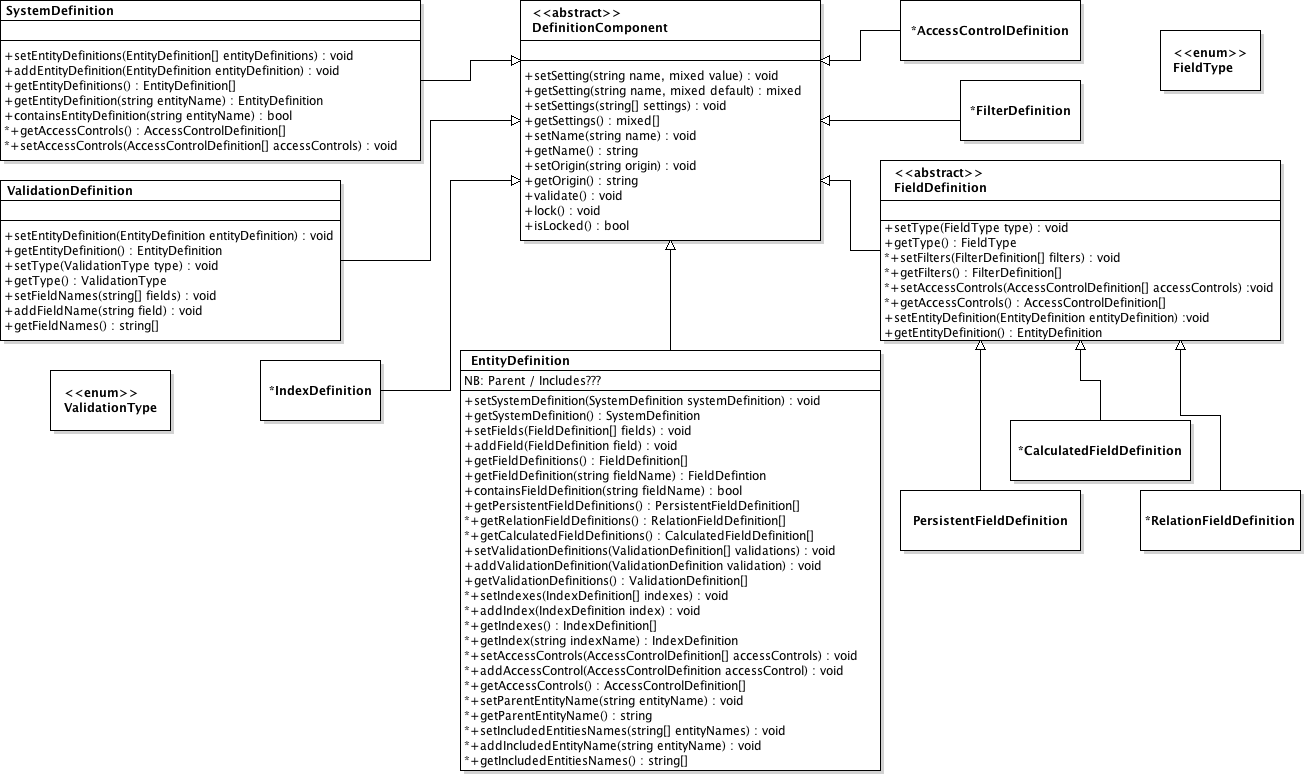 SystemDefinition
+setEntityDefinitions(EntityDefinition[] entityDefinitions) : void
+addEntityDefinition(EntityDefinition entityDefinition) : void
+getEntityDefinitions() : EntityDefinition[]
+getEntityDefinition(string entityName) : EntityDefinition
+containsEntityDefinition(string entityName) : bool
*+getAccessControls() : AccessControlDefinition[]
*+setAccessControls(AccessControlDefinition[] accessControls) : void
<<abstract>>
DefinitionComponent
+setSetting(string name, mixed value) : void
+getSetting(string name, mixed default) : mixed
+setSettings(string[] settings) : void
+getSettings() : mixed[]
+setName(string name) : void
+getName() : string
+setOrigin(string origin) : void
+getOrigin() : string
+validate() : void
+lock() : void
+isLocked() : bool
*AccessControlDefinition
<<enum>>
FieldType
*FilterDefinition
<<abstract>>
FieldDefinition
+setType(FieldType type) : void
+getType() : FieldType
*+setFilters(FilterDefinition[] filters) : void
*+getFilters() : FilterDefinition[]
*+setAccessControls(AccessControlDefinition[] accessControls) :void
*+getAccessControls() : AccessControlDefinition[]
+setEntityDefinition(EntityDefinition entityDefinition) :void
+getEntityDefinition() : EntityDefinition
ValidationDefinition
+setEntityDefinition(EntityDefinition entityDefinition) : void
+getEntityDefinition() : EntityDefinition
+setType(ValidationType type) : void
+getType() : ValidationType
+setFieldNames(string[] fields) : void
+addFieldName(string field) : void
+getFieldNames() : string[]
<<enum>>
ValidationType
*IndexDefinition
EntityDefinition
NB: Parent / Includes???
+setSystemDefinition(SystemDefinition systemDefinition) : void
+getSystemDefinition() : SystemDefinition
+setFields(FieldDefinition[] fields) : void
+addField(FieldDefinition field) : void
+getFieldDefinitions() : FieldDefinition[]
+getFieldDefinition(string fieldName) : FieldDefintion
+containsFieldDefinition(string fieldName) : bool
+getPersistentFieldDefinitions() : PersistentFieldDefinition[]
*+getRelationFieldDefinitions() : RelationFieldDefinition[]
*+getCalculatedFieldDefinitions() : CalculatedFieldDefinition[]
+setValidationDefinitions(ValidationDefinition[] validations) : void
+addValidationDefinition(ValidationDefinition validation) : void
+getValidationDefinitions() : ValidationDefinition[]
*+setIndexes(IndexDefinition[] indexes) : void
*+addIndex(IndexDefinition index) : void
*+getIndexes() : IndexDefinition[]
*+getIndex(string indexName) : IndexDefinition
*+setAccessControls(AccessControlDefinition[] accessControls) : void
*+addAccessControl(AccessControlDefinition accessControl) : void
*+getAccessControls() : AccessControlDefinition[]
*+setParentEntityName(string entityName) : void
*+getParentEntityName() : string
*+setIncludedEntitiesNames(string[] entityNames) : void
*+addIncludedEntityName(string entityName) : void
*+getIncludedEntitiesNames() : string[]
*CalculatedFieldDefinition
PersistentFieldDefinition
*RelationFieldDefinition